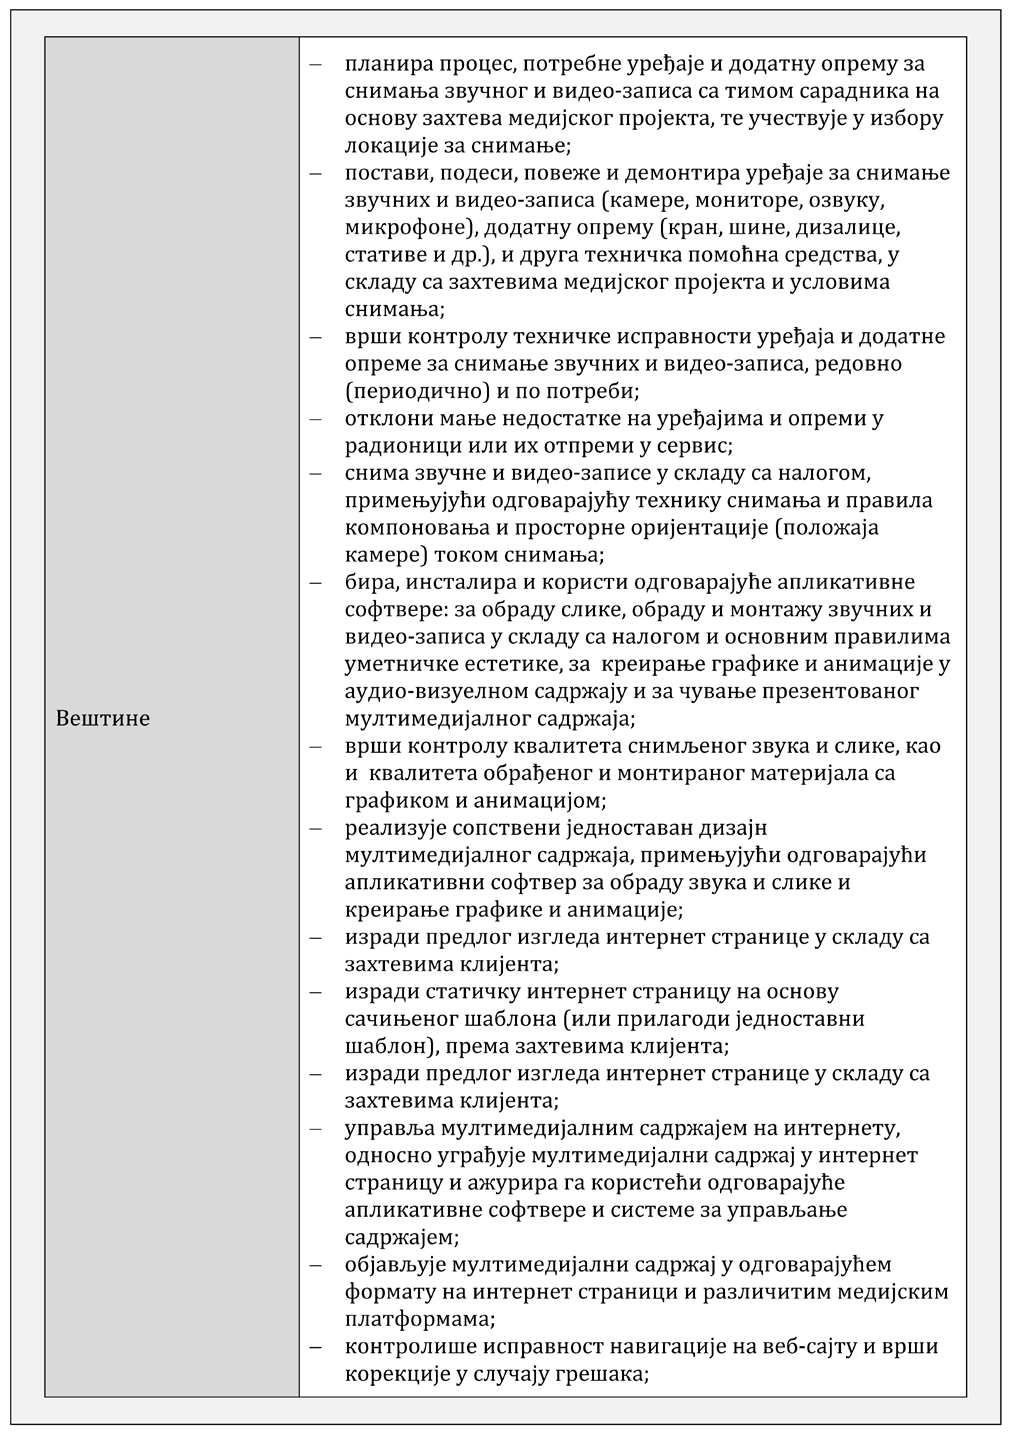 Вештине
– планира процес, потребне уређаје и додатну опрему за
снимања звучног и видео-записа са тимом сарадника на
основу захтева медијског пројекта, те учествује у избору
локације за снимање;
– постави, подеси, повеже и демонтира уређаје за снимање
звучних и видео-записа (камере, мониторе, озвуку,
микрофоне), додатну опрему (кран, шине, дизалице,
стативе и др.), и друга техничка помоћна средства, у
складу са захтевима медијског пројекта и условима
снимања;
– врши контролу техничке исправности уређаја и додатне
опреме за снимање звучних и видео-записа, редовно
(периодично) и по потреби;
– отклони мање недостатке на уређајима и опреми у
радионици или их отпреми у сервис;
– снима звучне и видео-записе у складу са налогом,
примењујући одговарајућу технику снимања и правила
компоновања и просторне оријентације (положаја
камере) током снимања;
– бира, инсталира и користи одговарајуће апликативне
софтвере: за обраду слике, обраду и монтажу звучних и
видео-записа у складу са налогом и основним правилима
уметничке естетике, за  креирање графике и анимације у
аудио-визуелном садржају и за чување презентованог
мултимедијалног садржаја;
– врши контролу квалитета снимљеног звука и слике, као
и  квалитета обрађеног и монтираног материјала са
графиком и анимацијом;
– реализује сопствени једноставан дизајн
мултимедијалног садржаја, примењујући одговарајући
апликативни софтвер за обраду звука и слике и
креирање графике и анимације;
– изради предлог изгледа интернет странице у складу са
захтевима клијента;
– изради статичку интернет страницу на основу
сачињеног шаблона (или прилагоди једноставни
шаблон), према захтевима клијента;
– изради предлог изгледа интернет странице у складу са
захтевима клијента;
– управља мултимедијалним садржајем на интернету,
односно уграђује мултимедијални садржај у интернет
страницу и ажурира га користећи одговарајуће
апликативне софтвере и системе за управљање
садржајем;
– објављује мултимедијални садржај у одговарајућем
формату на интернет страници и различитим медијским
платформама;
– контролише исправност навигације на веб-сајту и врши
корекције у случају грешака;